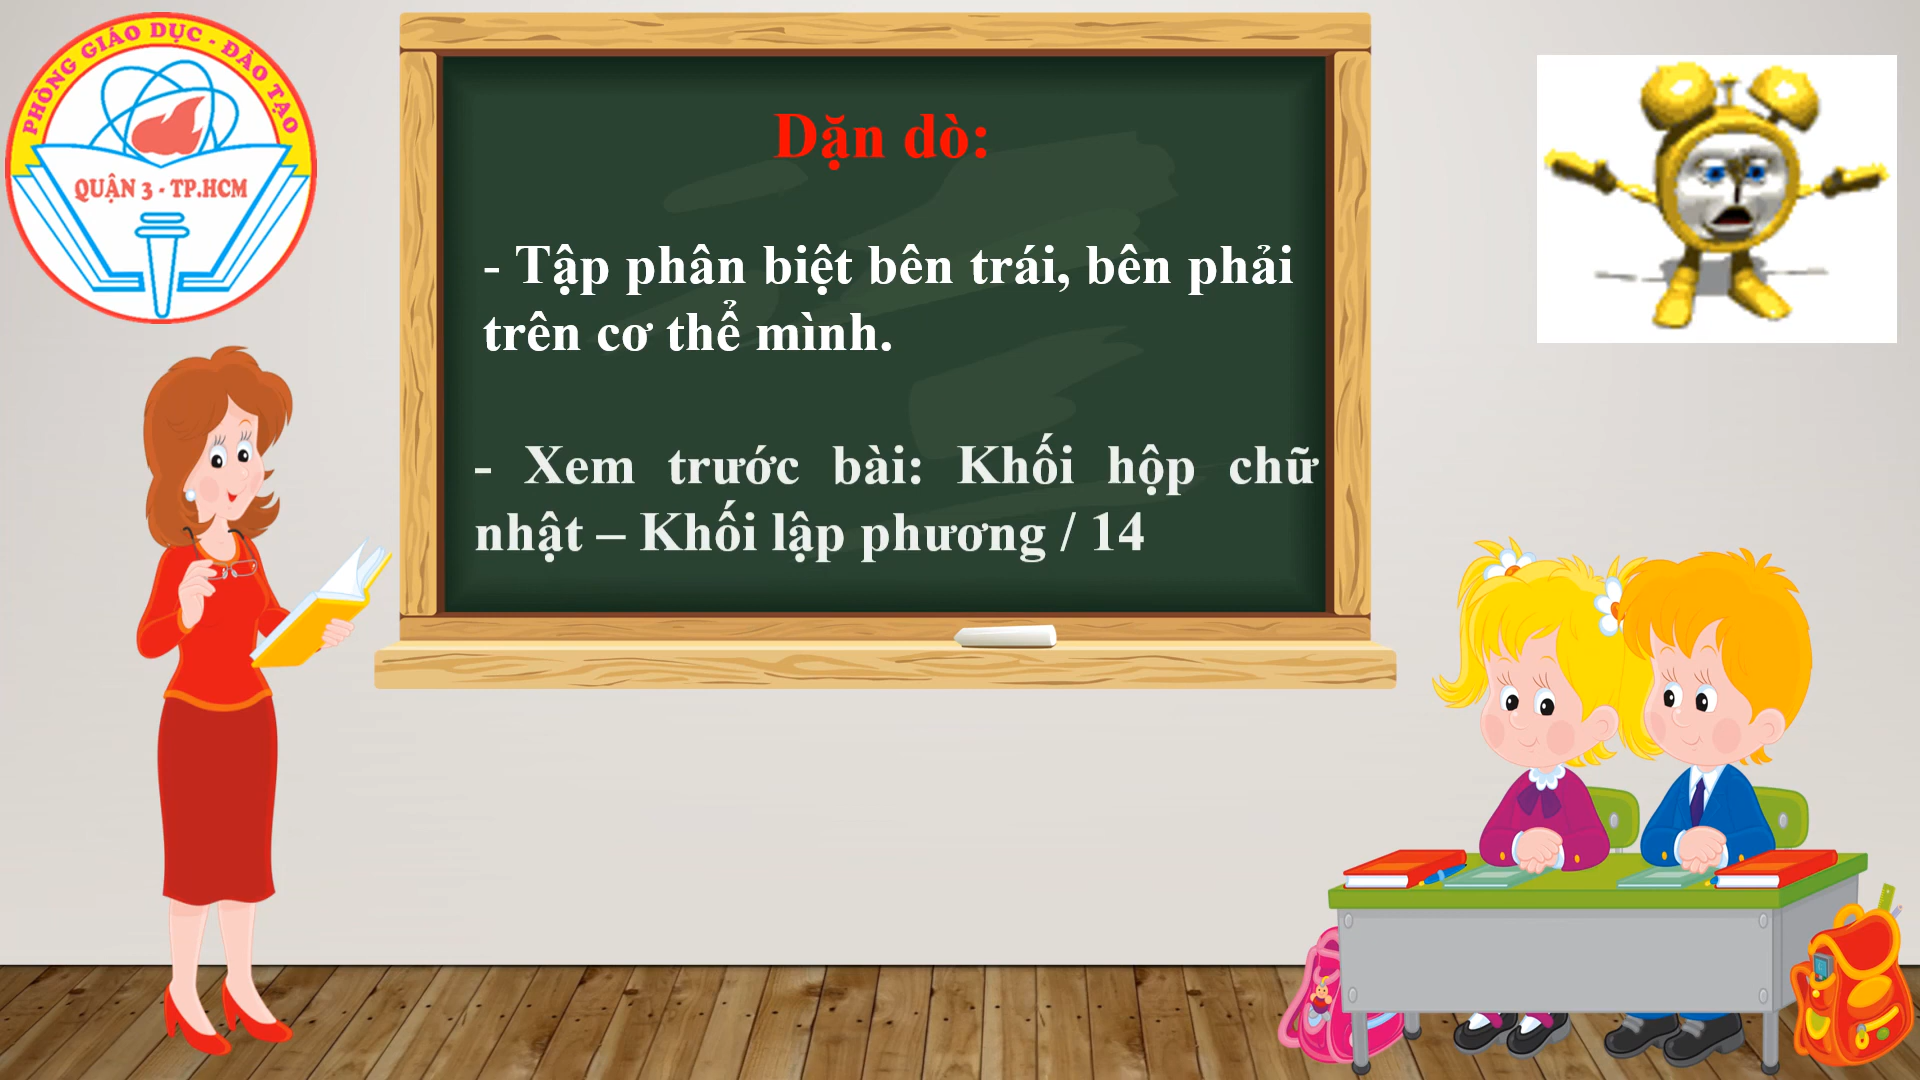 PHÒNG GIÁO DỤC - ĐÀO TẠO
QUẬN 3 - TP.HCM
Dặn dò:
- Tập phân biệt bên trái, bên phải
trên cơ thể mình.
- Xem trước bài: Khối hộp chữ
nhật – Khối lập phương / 14